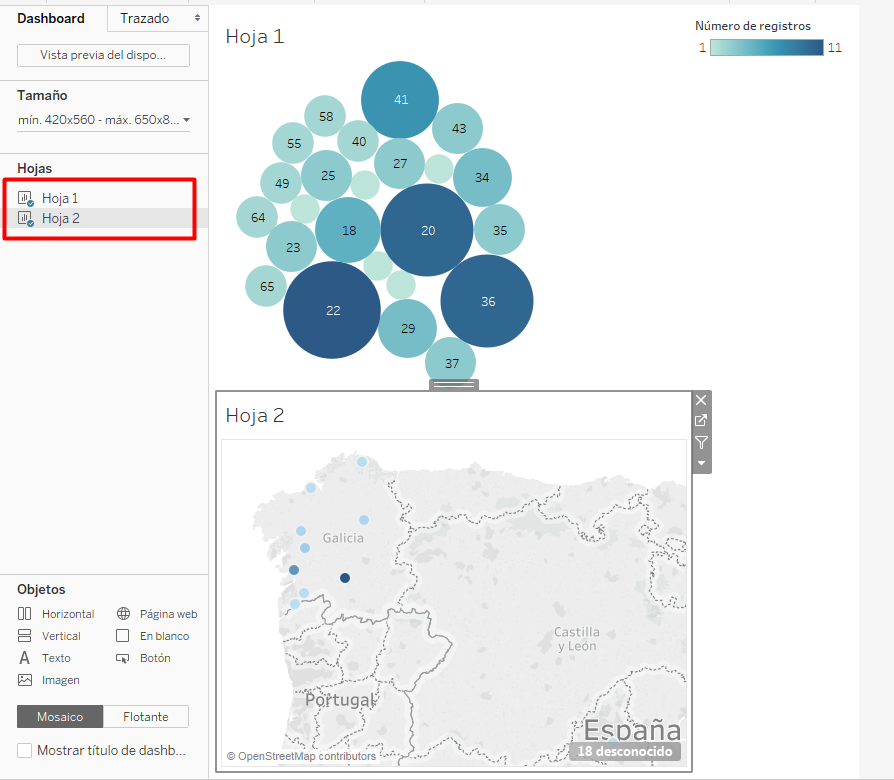 Dashboard
Trazado
Vista previa del dispo...
Tamaño
mín. 420x560 - máx. 650x8...
Hojas
Hoja 1
Hoja 2
Objetos
Horizontal
Página web
Vertical
En blanco
Texto
Botón
Imagen
Mosaico
Flotante
Mostrar título de dashb...
Hoja 1
Número de registros
1
11
41
58
43
55
40
27
25
34
49
64
18
20
35
23
65
22
36
29
37
Hoja 2
Galicia
Castilla
y León
Portugal
España
18 desconocido
© OpenStreetMap contributors